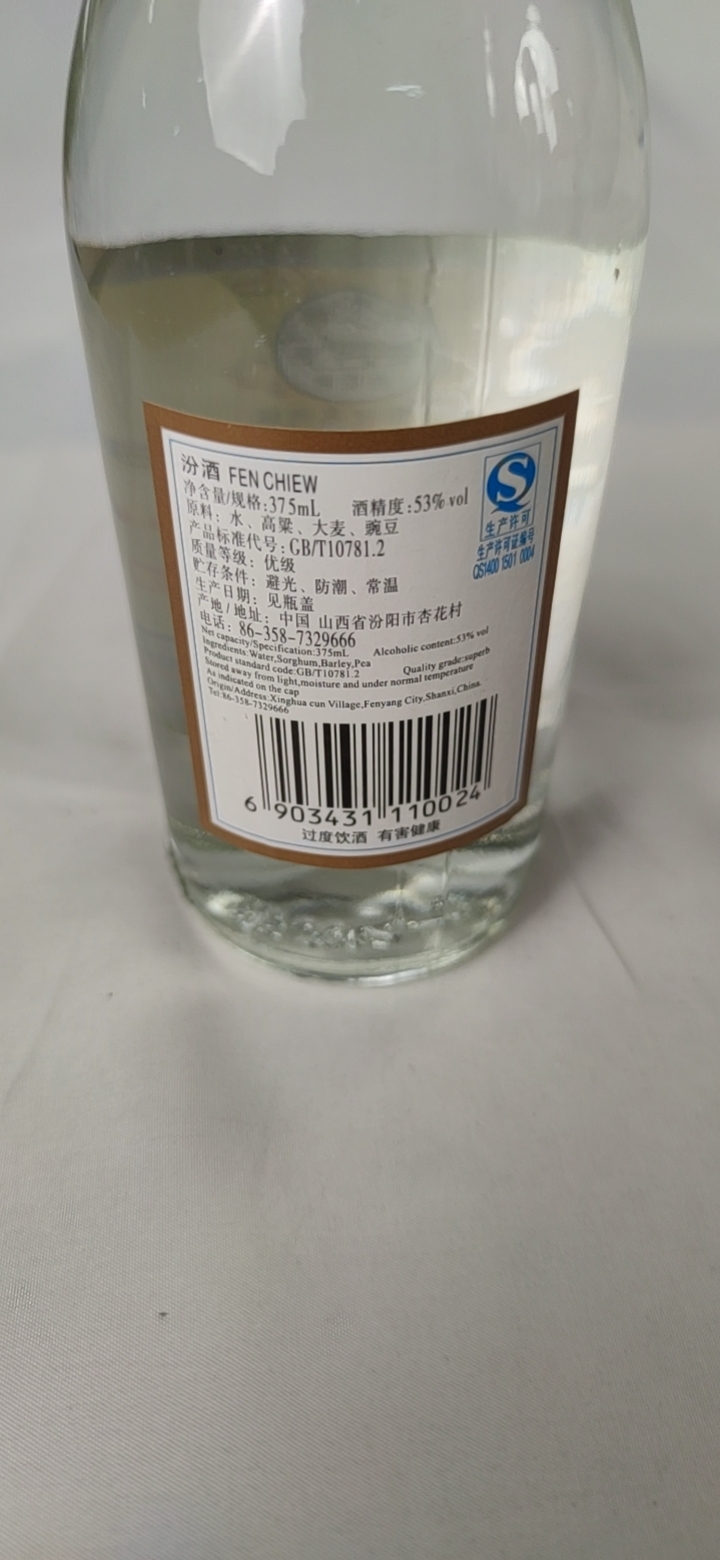 汾酒 FEN CHIEW
净含量/规格:375mL 酒精度:53%vol
原料：水、高粱、大麦、豌豆
产品标准代号:GB/T10781.2
质量等级：优级
贮存条件：避光、防潮、常温
生产日期：见瓶盖
产地/地址：中国 山西省汾阳市杏花村
电话：86-358-7329666
Net capacity/Specification:375mL Alcoholic content:53% vol
Ingredients:Water,Sorghum,Barley,Pea
Product standard code:GB/T10781.2 Quality grade:superb
Stored away from light,moisture and under normal temperature
As indicated on the cap
Origin/Address:Xinghua cun Village,Fenyang City,Shanxi,China.
Tel:86-358-7329666
S
生产许可
生产许可证编号
QS1400 1501 0004
6 903431 110024
过度饮酒 有害健康